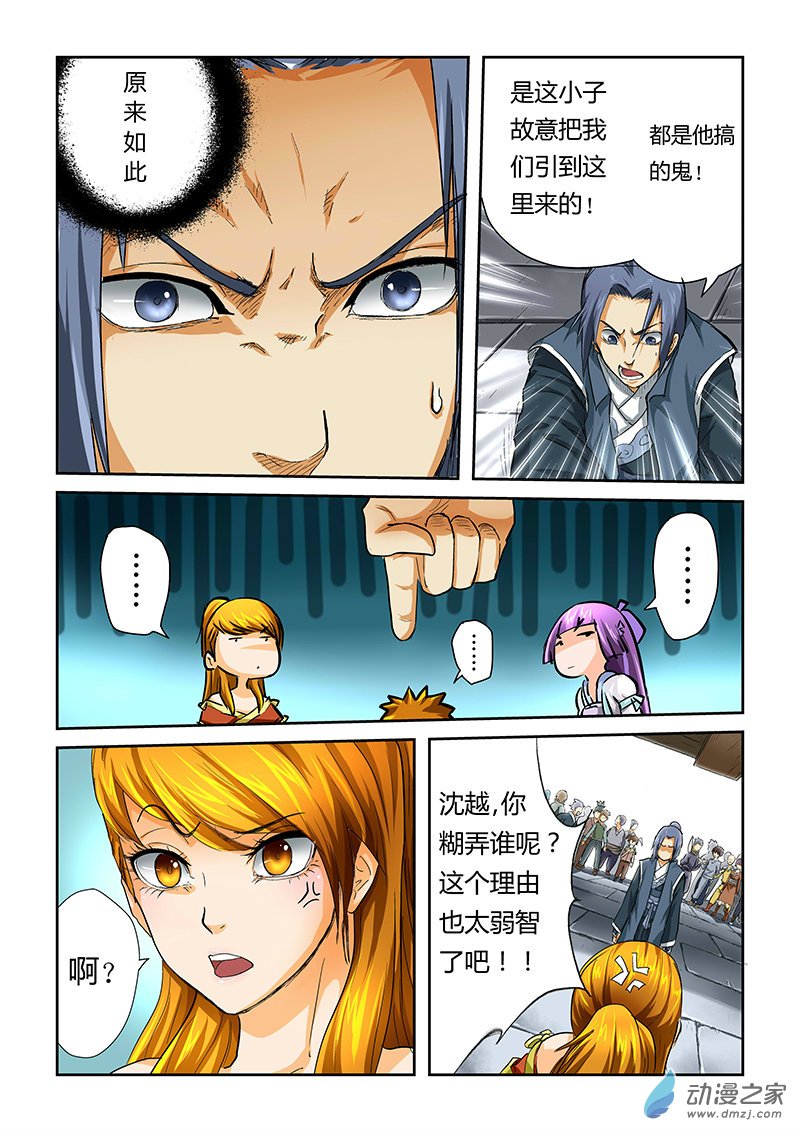 原来如此
是这小子
故意把我
们引到这
里来的！
都是他搞
的鬼！
……
……
……
啊？
沈越,你
糊弄谁呢？
这个理由
也太弱智
了吧！！
动漫之家
www.dmzj.com